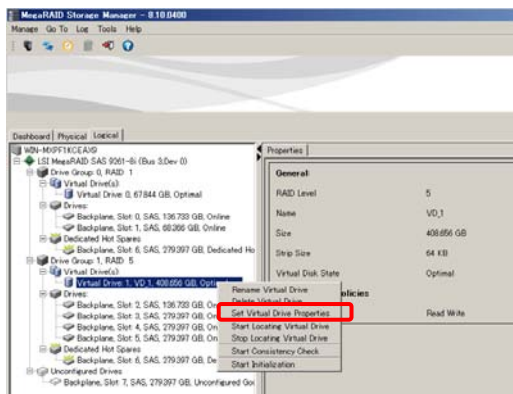 MegaRAID Storage Manager - 8.10.0400
Manage Go To Log Tools Help
Dashboard Physical Logical
WIN-MXPF1KCEAX9
LSI MegaRAID SAS 9261-8i (Bus 3,Dev 0)
Drive Group: 0, RAID 1
Virtual Drive(s)
Virtual Drive: 0, 67.844 GB, Optimal
Drives:
Backplane, Slot: 0, SAS, 136.733 GB, Online
Backplane, Slot: 1, SAS, 68.366 GB, Online
Dedicated Hot Spares
Backplane, Slot: 6, SAS, 279.397 GB, Dedicated Ho
Drive Group: 1, RAID 5
Virtual Drive(s)
Virtual Drive: 1, VD_1, 408.656 GB, Opti
Drives:
Backplane, Slot: 2, SAS, 136.733 GB, On
Backplane, Slot: 3, SAS, 279.397 GB, On
Backplane, Slot: 4, SAS, 279.397 GB, On
Backplane, Slot: 5, SAS, 279.397 GB, On
Dedicated Hot Spares
Backplane, Slot: 6, SAS, 279.397 GB, De
Unconfigured Drives
Backplane, Slot: 7, SAS, 279.397 GB, Unconfigured Goo
Rename Virtual Drive
Delete Virtual Drive
Set Virtual Drive Properties
Start Locating Virtual Drive
Stop Locating Virtual Drive
Start Consistency Check
Start Initialization
Properties
General:
RAID Level 5
Name VD_1
Size 408.656 GB
Strip Size 64 KB
Virtual Disk State Optimal
olicies
Read Write